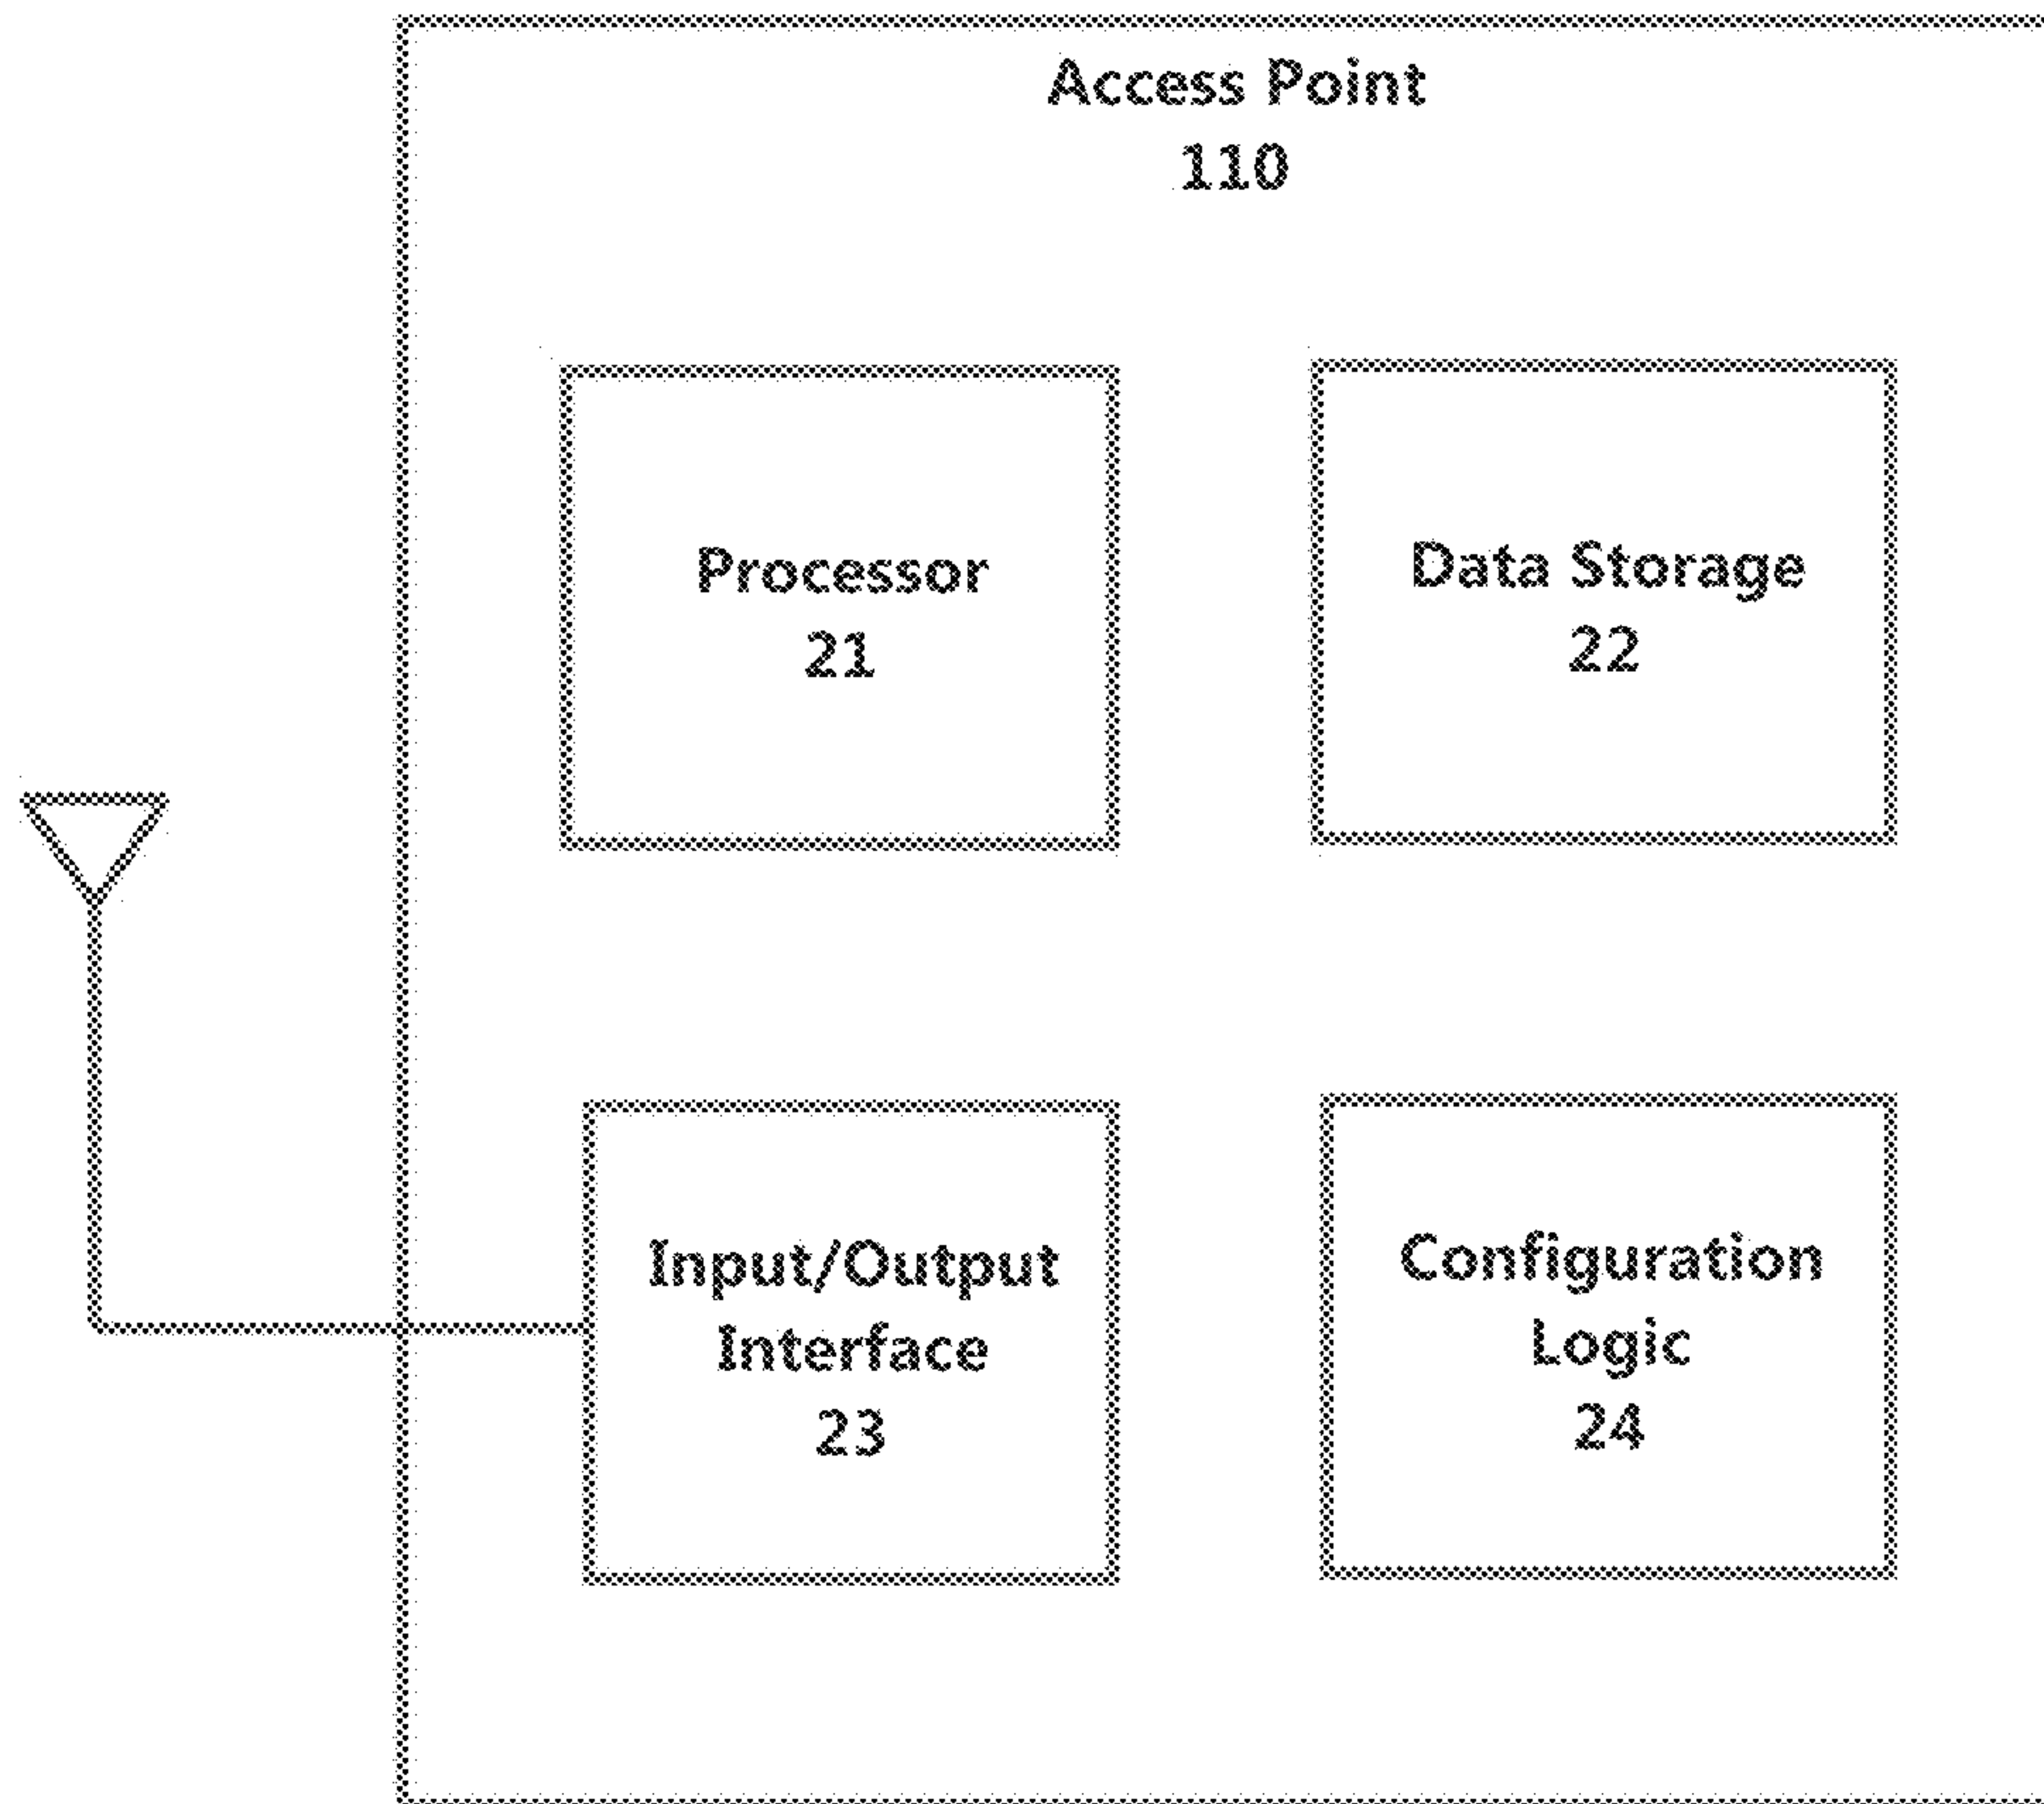 Access Point
110
Processor
21
Data Storage
22
Input/Output
Interface
23
Configuration
Logic
24